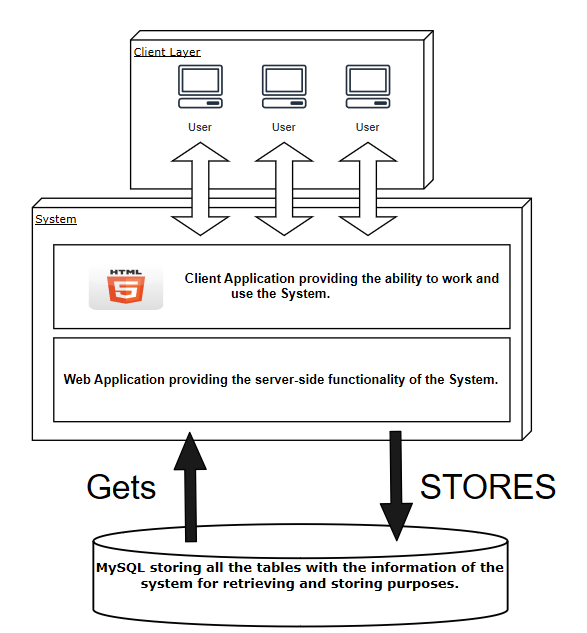 Client Layer
User
User
User
System
HTML
5
Client Application providing the ability to work and
use the System.
Web Application providing the server-side functionality of the System.
Gets
STORES
MySQL storing all the tables with the information of the
system for retrieving and storing purposes.